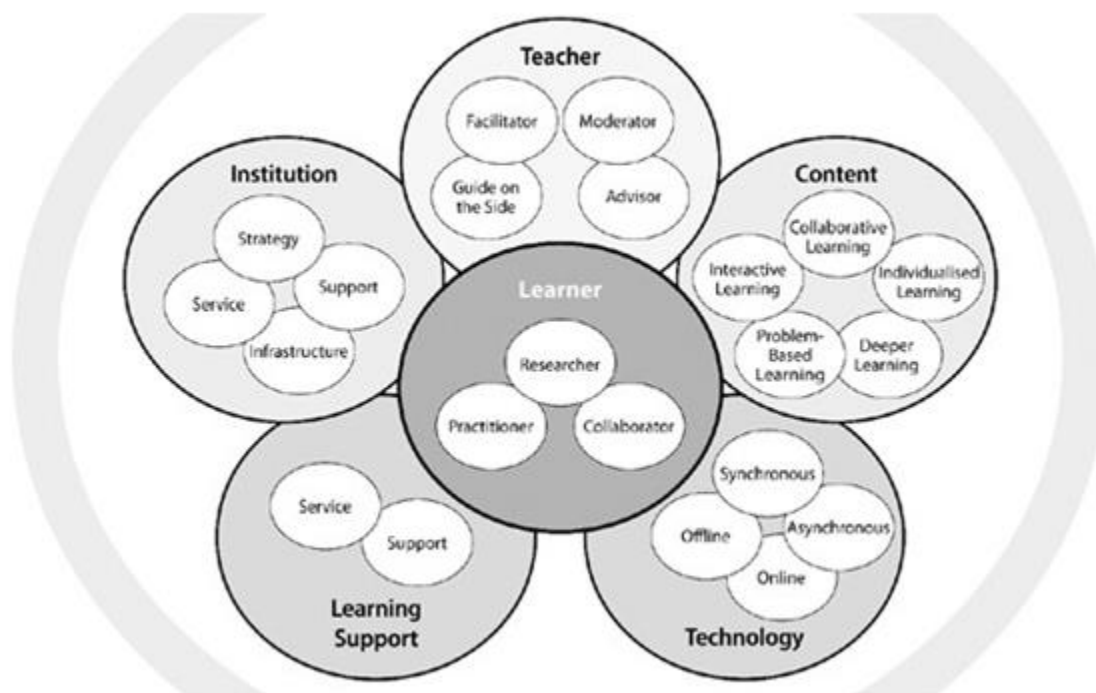 Teacher
Facilitator
Moderator
Guide on
the Side
Advisor
Institution
Strategy
Support
Service
Infrastructure
Content
Collaborative
Learning
Interactive
Learning
Individualised
Learning
Problem-
Based
Learning
Deeper
Learning
Learner
Researcher
Practitioner
Collaborator
Service
Support
Learning
Support
Synchronous
Asynchronous
Offline
Online
Technology